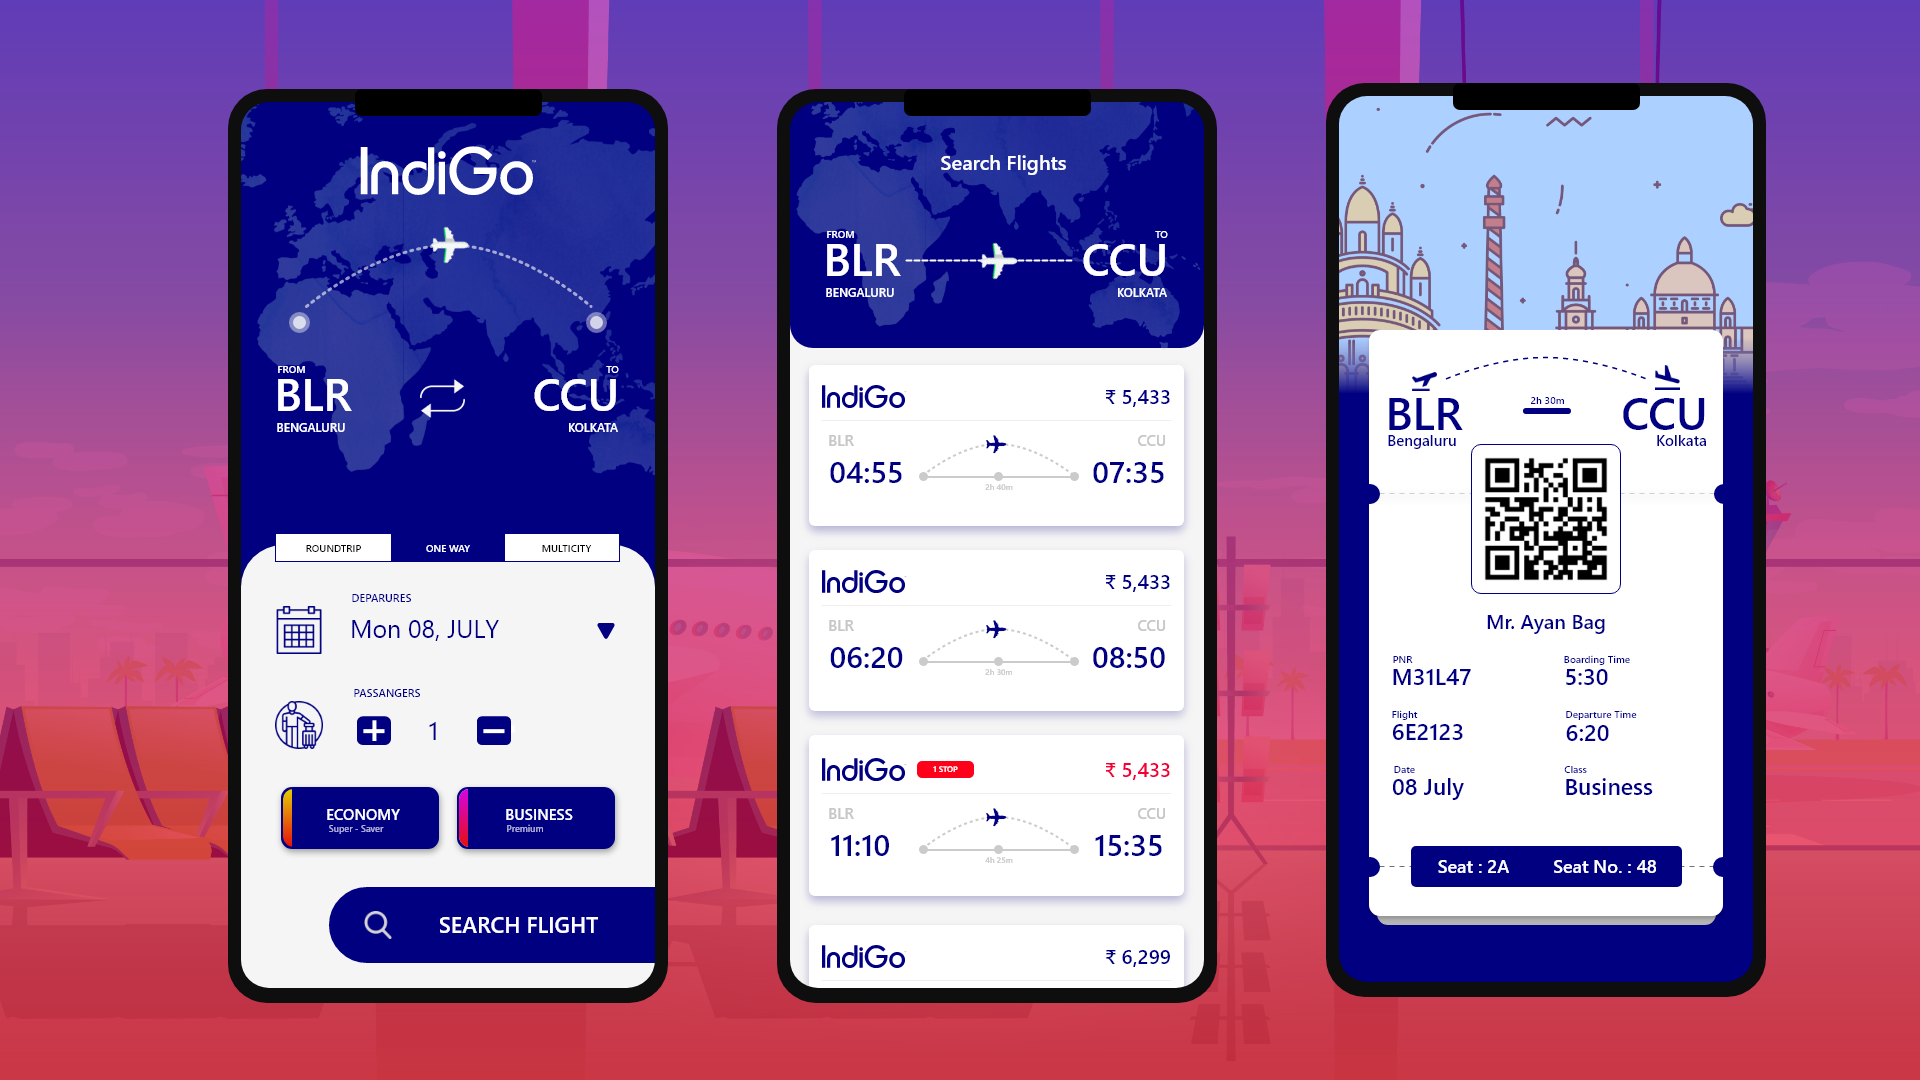 IndiGo
FROM
TO
BLR
CCU
BENGALURU
KOLKATA
ROUNDTRIP
ONE WAY
MULTICITY
DEPARURES
Mon 08, JULY
PASSANGERS
1
ECONOMY
Super - Saver
BUSINESS
Premium
SEARCH FLIGHT
Search Flights
FROM
TO
BLR
CCU
BENGALURU
KOLKATA
IndiGo
₹ 5,433
BLR
CCU
04:55
07:35
2h 40m
IndiGo
₹ 5,433
BLR
CCU
06:20
08:50
2h 30m
IndiGo
1 STOP
₹ 5,433
BLR
CCU
11:10
15:35
4h 25m
IndiGo
₹ 6,299
2h 30m
BLR
CCU
Bengaluru
Kolkata
Mr. Ayan Bag
PNR
Boarding Time
M31L47
5:30
Flight
Departure Time
6E2123
6:20
Date
Class
08 July
Business
Seat : 2A
Seat No. : 48